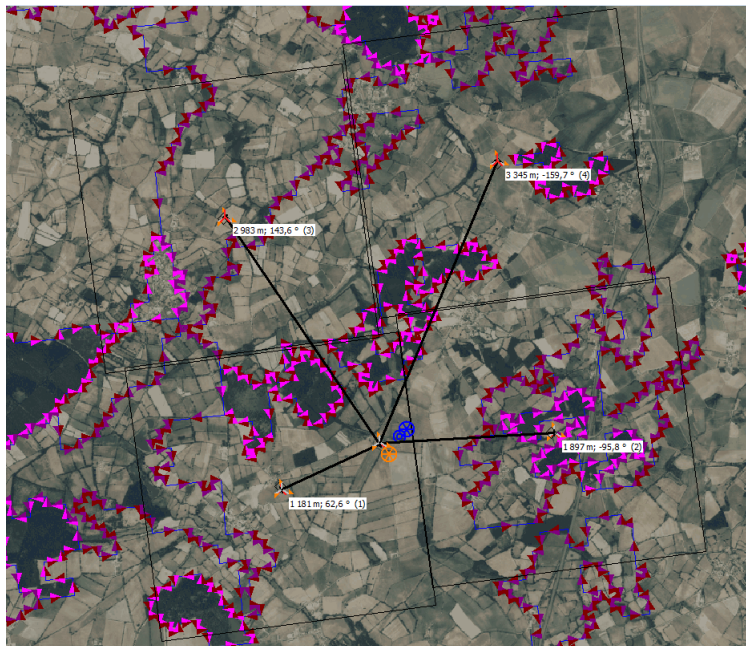 3 345 m; -159,7 ° (4)
2 983 m; 143,6 ° (3)
1 897 m; -95,8 ° (2)
1 181 m; 62,6 ° (1)